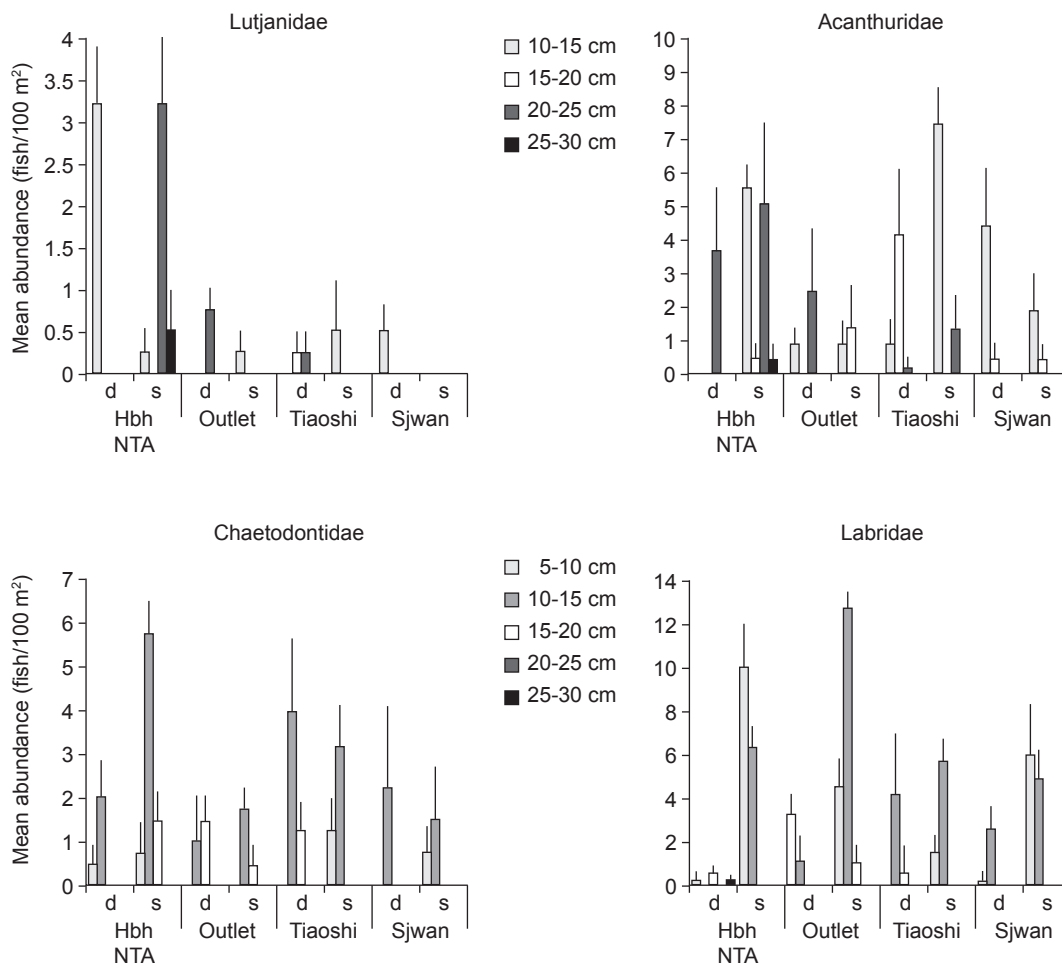 Lutjanidae
Mean abundance (fish/100 m²)
4
3.5
3
2.5
2
1.5
1
0.5
0
d s d s d s d s
Hbh Outlet Tiaoshi Sjwan
NTA
10-15 cm
15-20 cm
20-25 cm
25-30 cm
Acanthuridae
10
9
8
7
6
5
4
3
2
1
0
d s d s d s d s
Hbh Outlet Tiaoshi Sjwan
NTA
Chaetodontidae
Mean abundance (fish/100 m²)
7
6
5
4
3
2
1
0
d s d s d s d s
Hbh Outlet Tiaoshi Sjwan
NTA
5-10 cm
10-15 cm
15-20 cm
20-25 cm
25-30 cm
Labridae
14
12
10
8
6
4
2
0
d s d s d s d s
Hbh Outlet Tiaoshi Sjwan
NTA